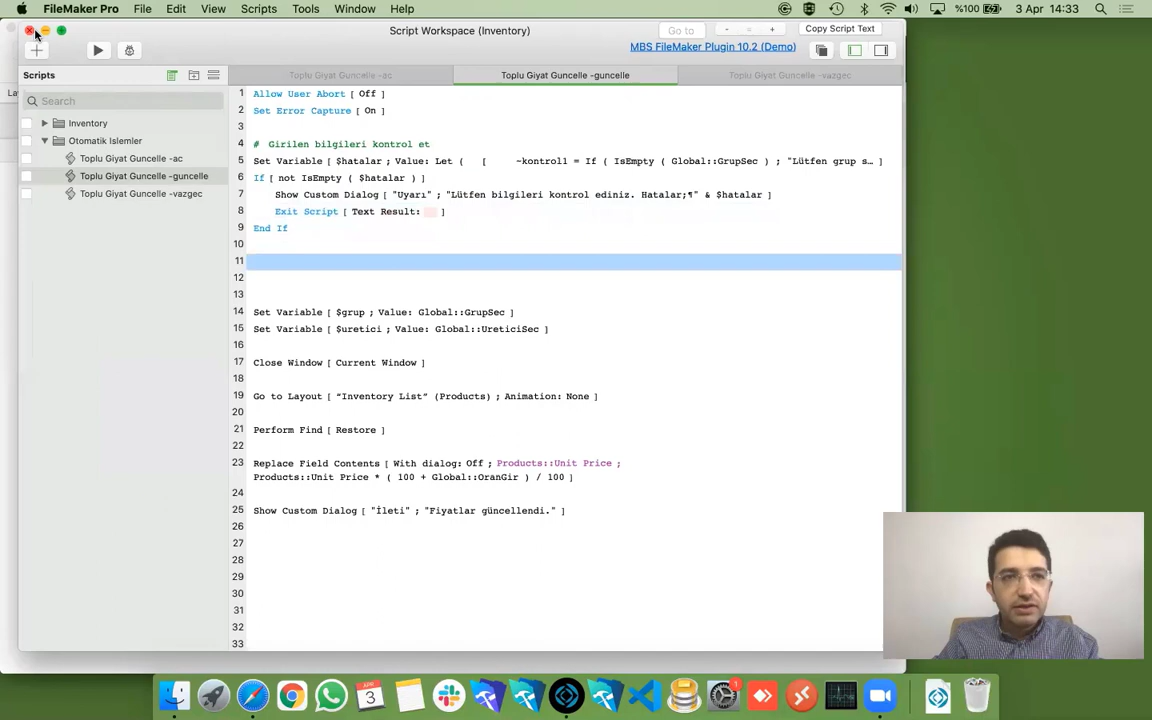 FileMaker Pro File Edit View Scripts Tools Window Help %100 3 Apr 14:33
Script Workspace (Inventory)
Go to - = + Copy Script Text
MBS FileMaker Plugin 10.2 (Demo)
Scripts
Toplu Giyat Guncelle -ac Toplu Giyat Guncelle -guncelle Toplu Giyat Guncelle -vazgec
Search
Inventory
Otomatik Islemler
Toplu Giyat Guncelle -ac
Toplu Giyat Guncelle -guncelle
Toplu Giyat Guncelle -vazgec
1 Allow User Abort [ Off ]
2 Set Error Capture [ On ]
3
4 # Girilen bilgileri kontrol et
5 Set Variable [ $hatalar ; Value: Let ( [ ~kontrol1 = If ( IsEmpty ( Global::GrupSec ) ; "Lütfen grup s… ]
6 If [ not IsEmpty ( $hatalar ) ]
7 Show Custom Dialog [ "Uyarı" ; "Lütfen bilgileri kontrol ediniz. Hatalar;¶" & $hatalar ]
8 Exit Script [ Text Result: ]
9 End If
10
11
12
13
14 Set Variable [ $grup ; Value: Global::GrupSec ]
15 Set Variable [ $uretici ; Value: Global::UreticiSec ]
16
17 Close Window [ Current Window ]
18
19 Go to Layout [ “Inventory List” (Products) ; Animation: None ]
20
21 Perform Find [ Restore ]
22
23 Replace Field Contents [ With dialog: Off ; Products::Unit Price ;
Products::Unit Price * ( 100 + Global::OranGir ) / 100 ]
24
25 Show Custom Dialog [ "İleti" ; "Fiyatlar güncellendi." ]
26
27
28
29
30
31
32
33
APR
3
1